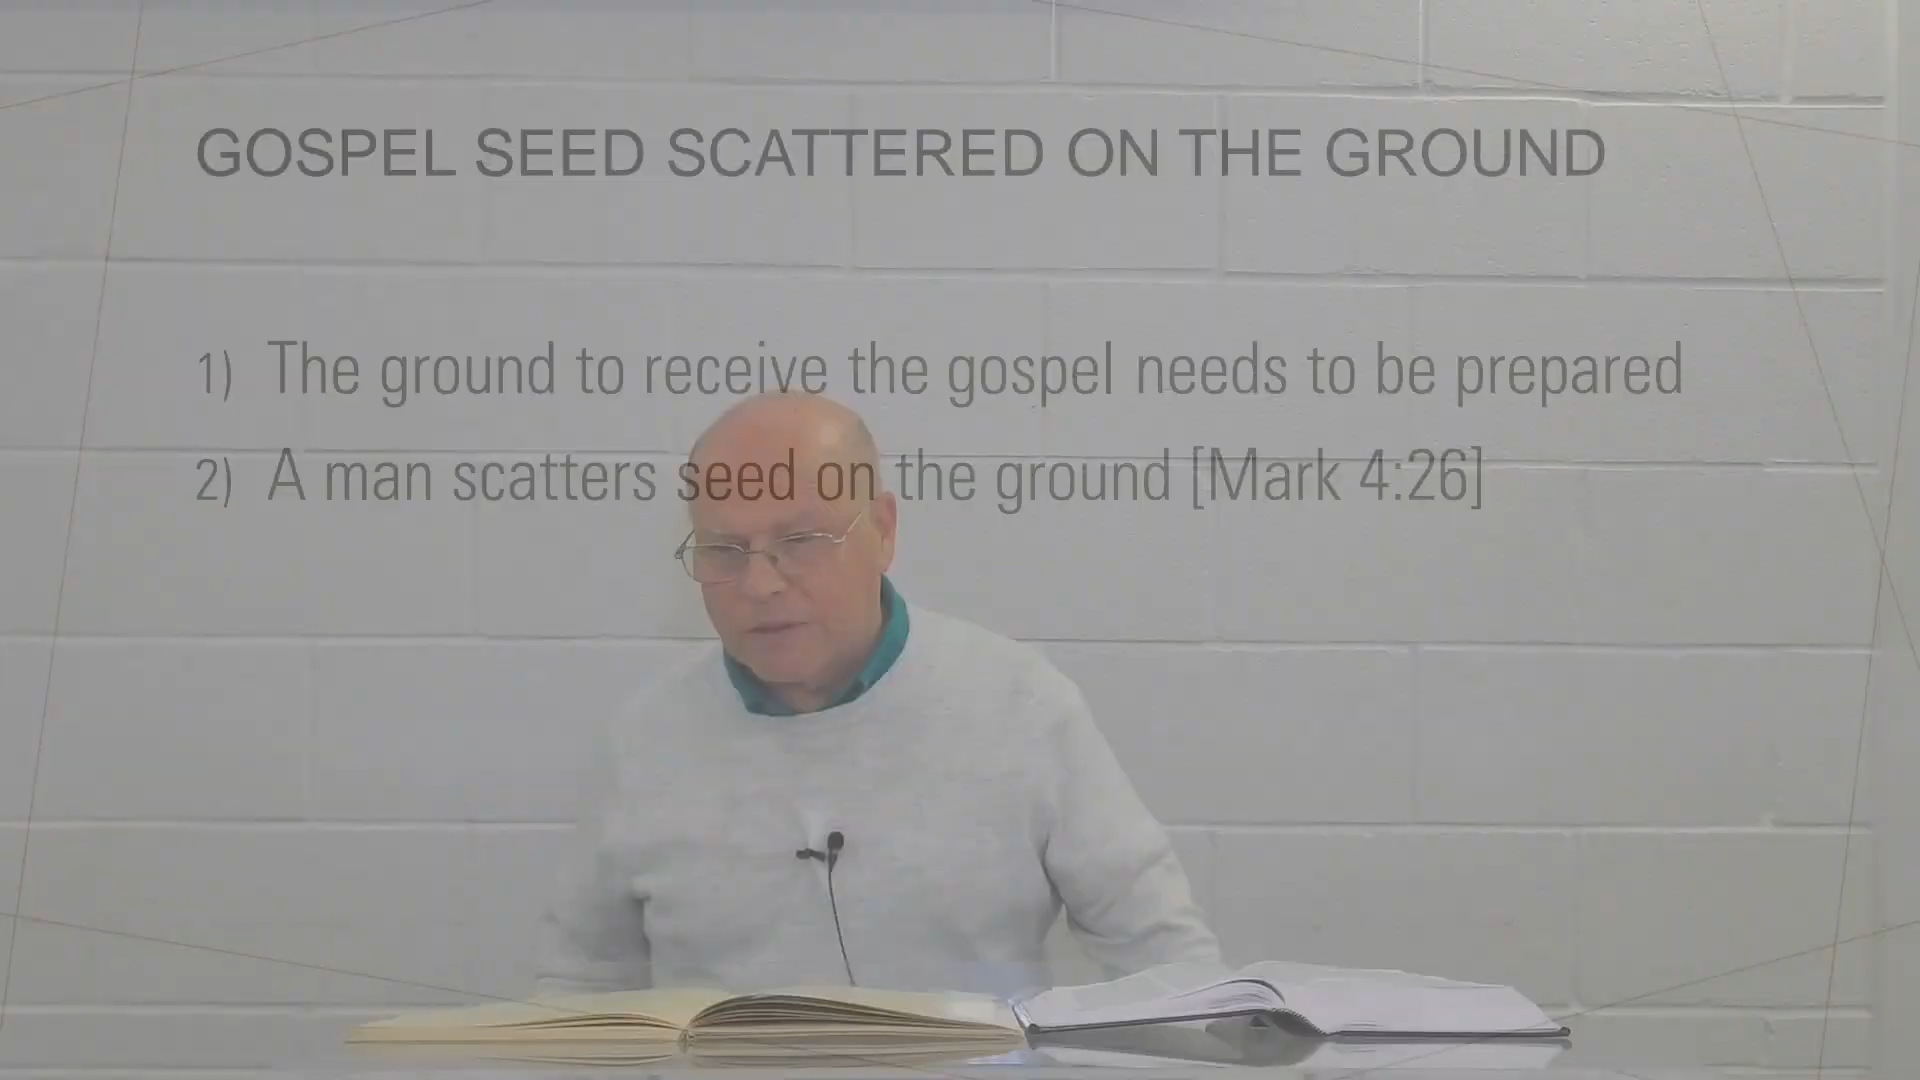 GOSPEL SEED SCATTERED ON THE GROUND
1) The ground to receive the gospel needs to be prepared
2) A man scatters seed on the ground [Mark 4:26]